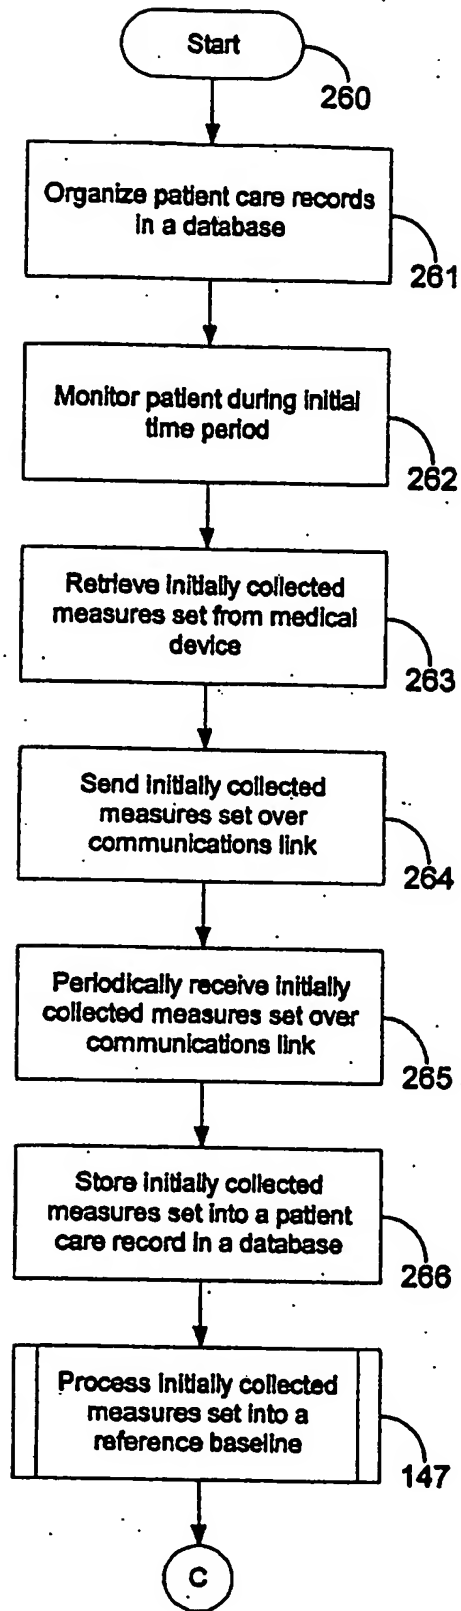 Start
260
Organize patient care records
in a database
261
Monitor patient during initial
time period
262
Retrieve initially collected
measures set from medical
device
263
Send initially collected
measures set over
communications link
264
Periodically receive initially
collected measures set over
communications link
265
Store initially collected
measures set into a patient
care record in a database
266
Process initially collected
measures set into a
reference baseline
147
C